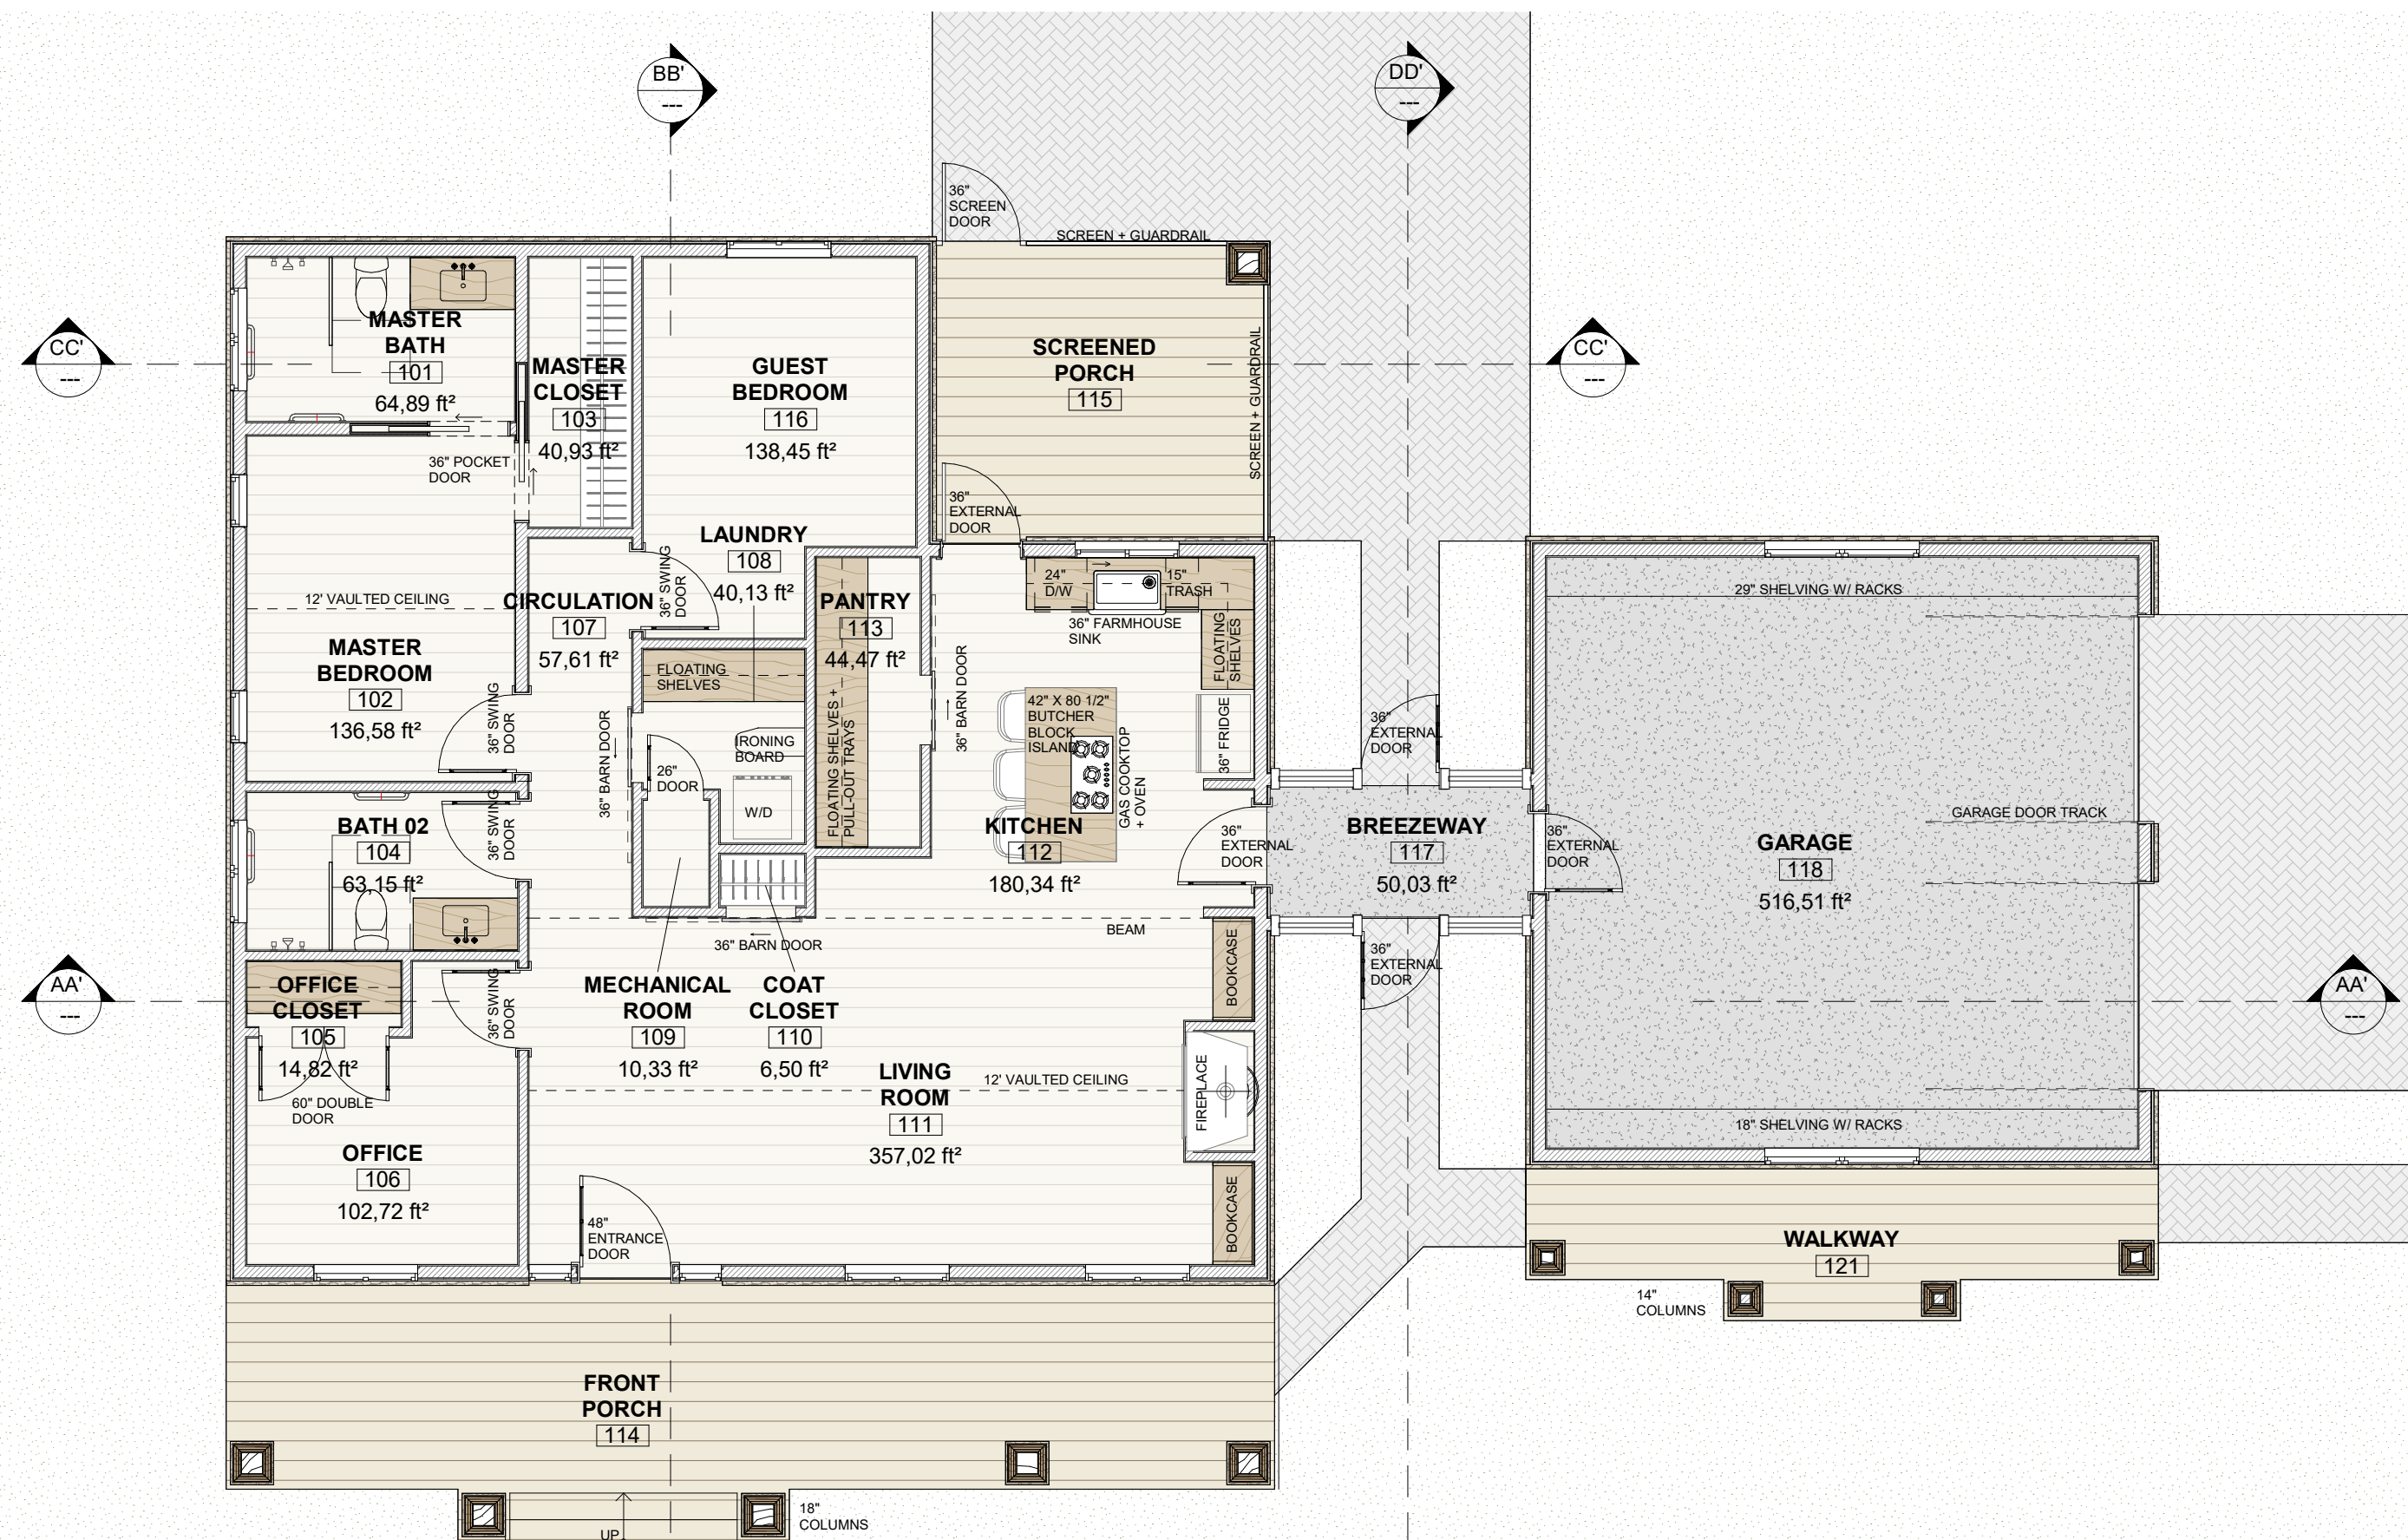 BB'
---
DD'
---
36"
SCREEN
DOOR
SCREEN + GUARDRAIL
MASTER
BATH
101
64,89 ft²
MASTER
CLOSET
103
40,93 ft²
GUEST
BEDROOM
116
138,45 ft²
SCREENED
PORCH
115
SCREEN + GUARDRAIL
CC'
---
CC'
---
36" POCKET
DOOR
36"
EXTERNAL
DOOR
LAUNDRY
108
40,13 ft²
36" SWING
DOOR
12' VAULTED CEILING
CIRCULATION
107
57,61 ft²
PANTRY
113
44,47 ft²
24"
D/W
15"
TRASH
36" FARMHOUSE
SINK
FLOATING
SHELVES
29" SHELVING W/ RACKS
MASTER
BEDROOM
102
136,58 ft²
36" SWING
DOOR
FLOATING
SHELVES
36" BARN DOOR
IRONING
BOARD
26"
DOOR
W/D
FLOATING SHELVES +
PULL-OUT TRAYS
36" BARN DOOR
42" X 80 1/2"
BUTCHER
BLOCK
ISLAND
GAS COOKTOP
+ OVEN
36" FRIDGE
36"
EXTERNAL
DOOR
BATH 02
104
63,15 ft²
36" SWING
DOOR
KITCHEN
112
180,34 ft²
36"
EXTERNAL
DOOR
BREEZEWAY
117
50,03 ft²
36"
EXTERNAL
DOOR
GARAGE
118
516,51 ft²
GARAGE DOOR TRACK
36" BARN DOOR
BEAM
36"
EXTERNAL
DOOR
BOOKCASE
AA'
---
AA'
---
OFFICE
CLOSET
105
14,82 ft²
36" SWING
DOOR
60" DOUBLE
DOOR
MECHANICAL
ROOM
109
10,33 ft²
COAT
CLOSET
110
6,50 ft²
LIVING
ROOM
111
357,02 ft²
12' VAULTED CEILING
FIREPLACE
18" SHELVING W/ RACKS
OFFICE
106
102,72 ft²
48"
ENTRANCE
DOOR
BOOKCASE
WALKWAY
121
14"
COLUMNS
FRONT
PORCH
114
18"
COLUMNS
UP